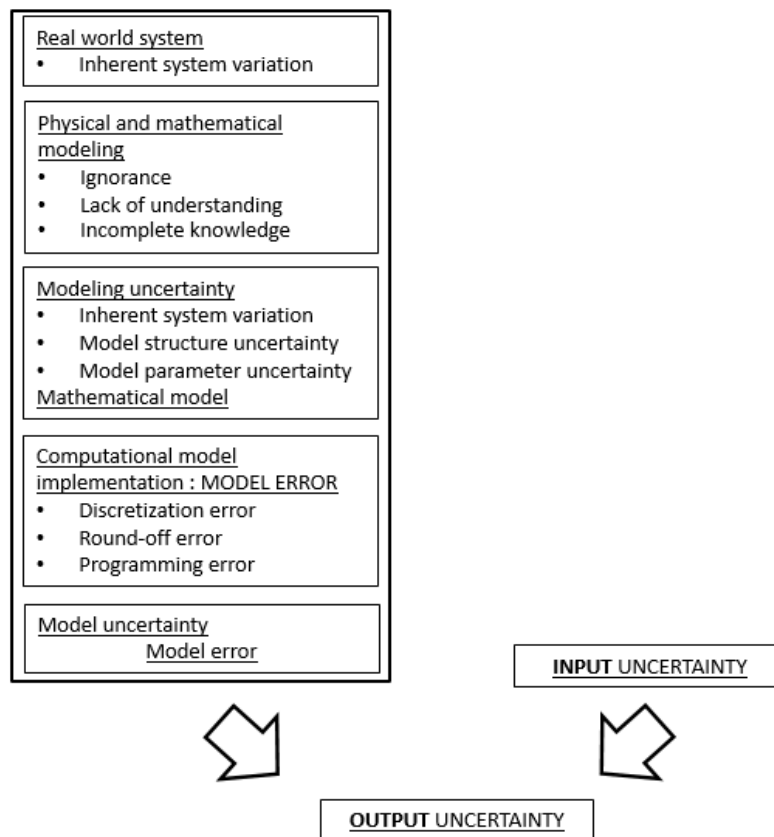 Real world system
• Inherent system variation
Physical and mathematical
modeling
• Ignorance
• Lack of understanding
• Incomplete knowledge
Modeling uncertainty
• Inherent system variation
• Model structure uncertainty
• Model parameter uncertainty
Mathematical model
Computational model
implementation : MODEL ERROR
• Discretization error
• Round-off error
• Programming error
Model uncertainty
Model error
INPUT UNCERTAINTY
OUTPUT UNCERTAINTY